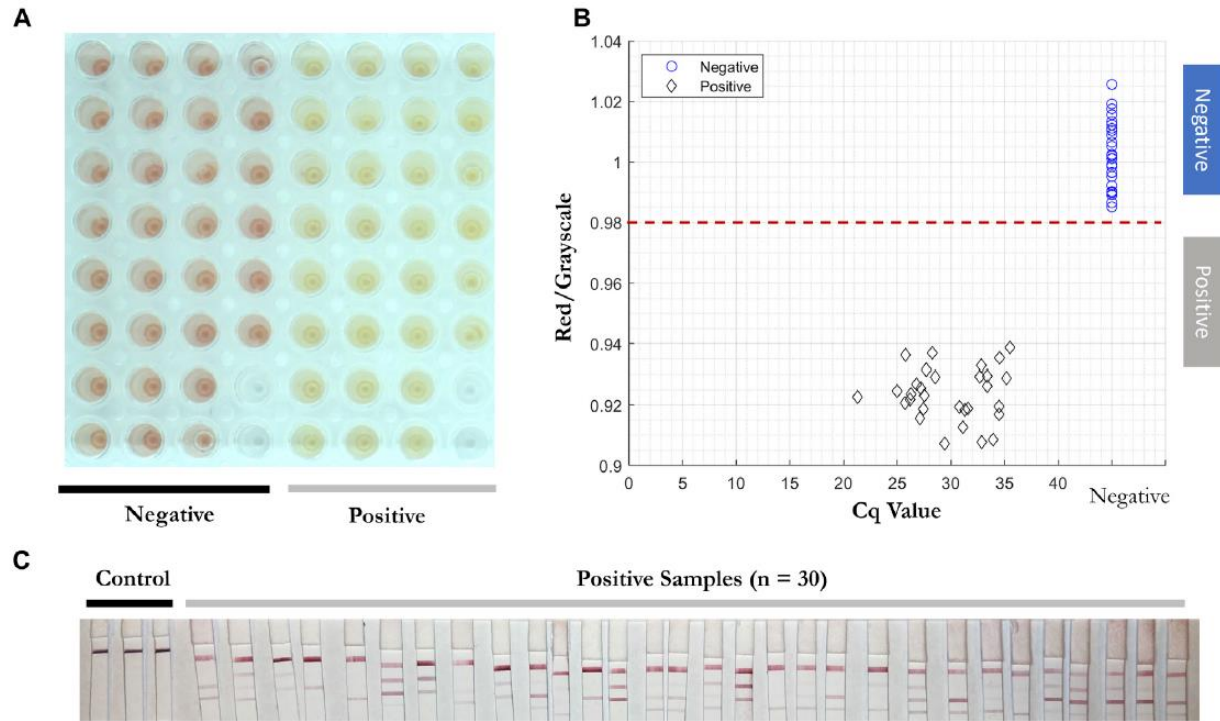 A
Negative
Positive
B
1.04
1.02
1
0.98
0.96
0.94
0.92
0.9
Red/Grayscale
Negative
Positive
0
5
10
15
20
25
30
35
40
Negative
Cq Value
Negative
Positive
C
Control
Positive Samples (n = 30)